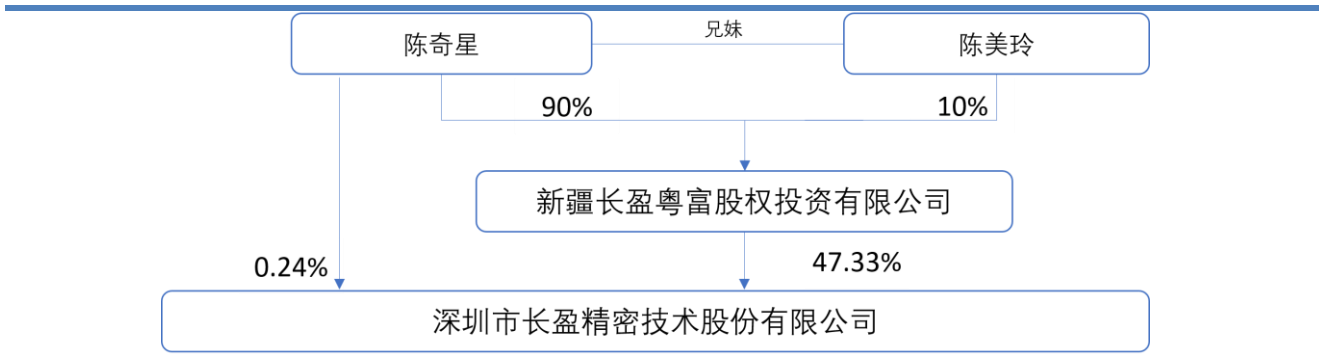 兄妹
陈奇星
陈美玲
90%
10%
新疆长盈粤富股权投资有限公司
0.24%
47.33%
深圳市长盈精密技术股份有限公司